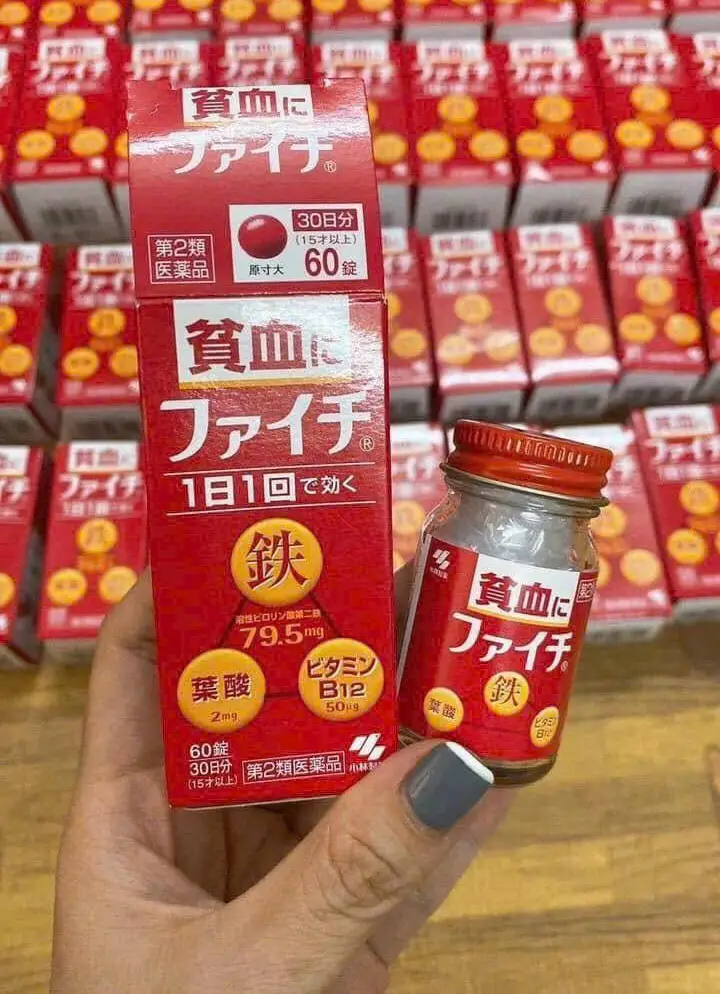 貧血に
ファイチ®
第2類
医薬品
30日分
(15才以上)
60錠
原寸大
貧血に
ファイチ®
1日1回で効く
鉄
溶性ピロリン酸第二鉄
79.5mg
葉酸
2mg
ビタミン
B12
50μg
60錠
30日分
(15才以上)
第2類医薬品
小林製薬
小林製薬
貧血に
ファイチ®
鉄
葉酸
ビタミン
B12